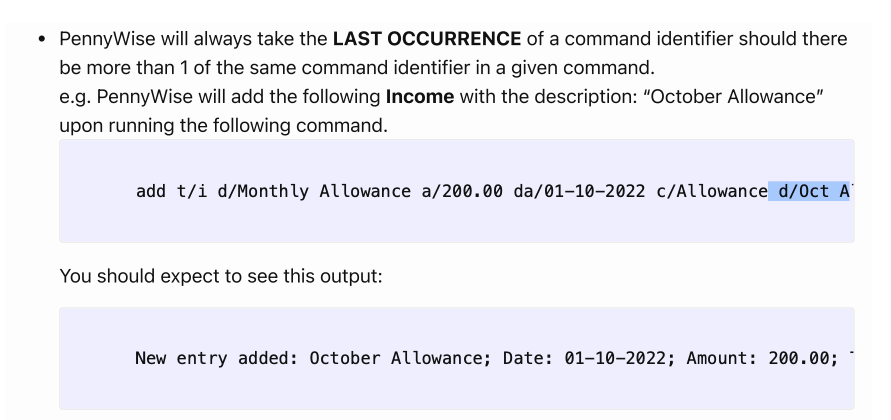 PennyWise will always take the LAST OCCURRENCE of a command identifier should there
be more than 1 of the same command identifier in a given command.
e.g. PennyWise will add the following Income with the description: “October Allowance”
upon running the following command.
add t/i d/Monthly Allowance a/200.00 da/01-10-2022 c/Allowance d/Oct A
You should expect to see this output:
New entry added: October Allowance; Date: 01-10-2022; Amount: 200.00;